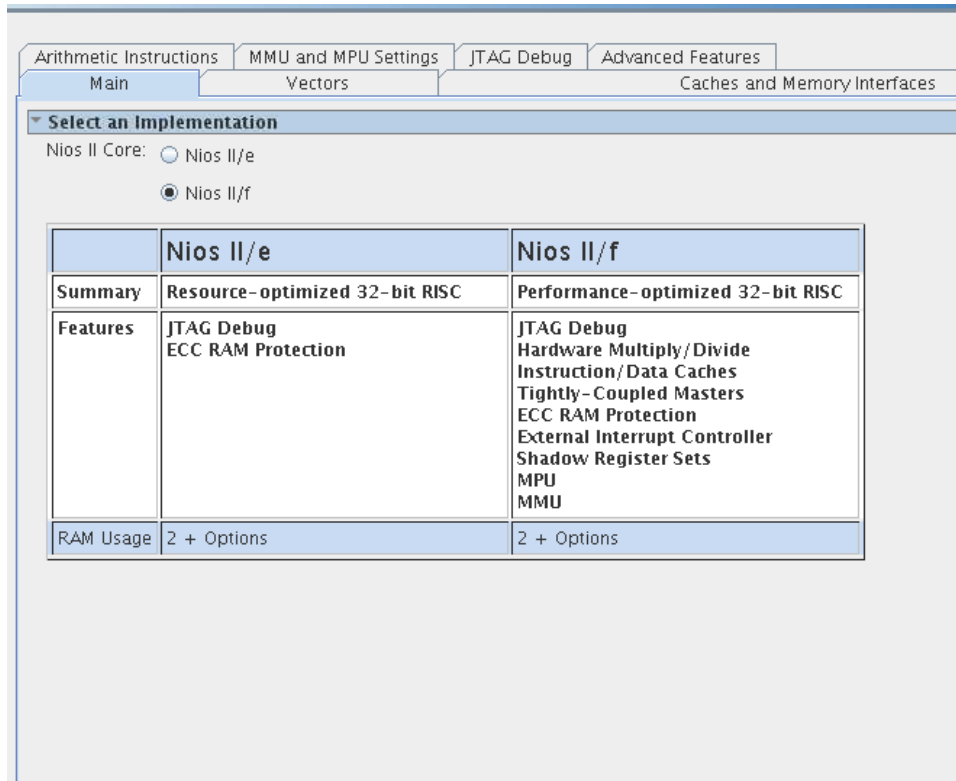 Arithmetic Instructions MMU and MPU Settings JTAG Debug Advanced Features
Main Vectors Caches and Memory Interfaces
Select an Implementation
Nios II Core: Nios II/e
Nios II/f
Nios II/e Nios II/f
Summary Resource-optimized 32-bit RISC Performance-optimized 32-bit RISC
Features JTAG Debug JTAG Debug
ECC RAM Protection Hardware Multiply/Divide
Instruction/Data Caches
Tightly-Coupled Masters
ECC RAM Protection
External Interrupt Controller
Shadow Register Sets
MPU
MMU
RAM Usage 2 + Options 2 + Options